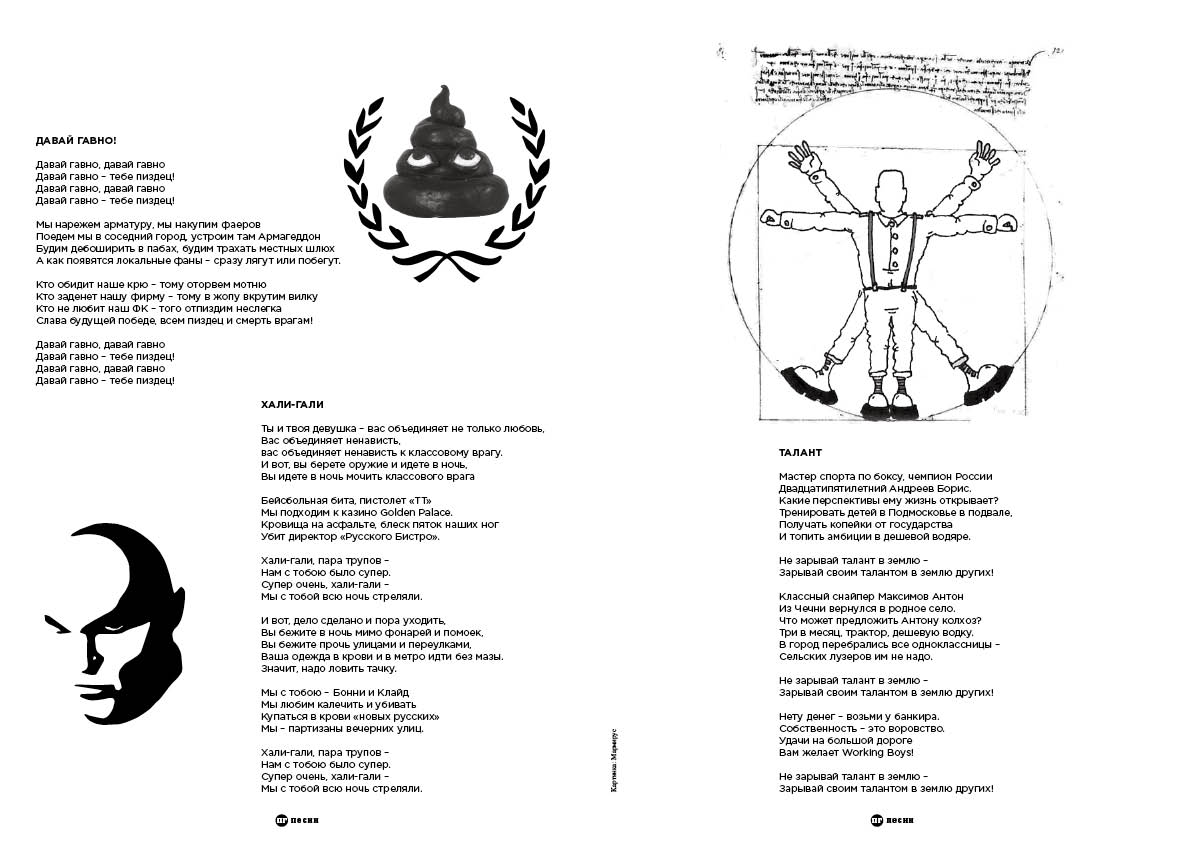 ДАВАЙ ГАВНО!
Давай гавно, давай гавно
Давай гавно – тебе пиздец!
Давай гавно, давай гавно
Давай гавно – тебе пиздец!
Мы нарежем арматуру, мы накупим фаеров
Поедем мы в соседний город, устроим там Армагеддон
Будим дебоширить в пабах, будим трахать местных шлюх
А как появятся локальные фаны – сразу лягут или побегут.
Кто обидит наше крю – тому оторвем мотню
Кто заденет нашу фирму – тому в жопу вкрутим вилку
Кто не любит наш ФК – того отпиздим неслегка
Слава будущей победе, всем пиздец и смерть врагам!
Давай гавно, давай гавно
Давай гавно – тебе пиздец!
Давай гавно, давай гавно
Давай гавно – тебе пиздец!
ХАЛИ-ГАЛИ
Ты и твоя девушка – вас объединяет не только любовь,
Вас объединяет ненависть,
вас объединяет ненависть к классовому врагу.
И вот, вы берете оружие и идете в ночь,
Вы идете в ночь мочить классового врага
Бейсбольная бита, пистолет «ТТ»
Мы подходим к казино Golden Palace.
Кровища на асфальте, блеск пяток наших ног
Убит директор «Русского Бистро».
Хали-гали, пара трупов –
Нам с тобою было супер.
Супер очень, хали-гали –
Мы с тобой всю ночь стреляли.
И вот, дело сделано и пора уходить,
Вы бежите в ночь мимо фонарей и помоек,
Вы бежите прочь улицами и переулками,
Ваша одежда в крови и в метро идти без мазы.
Значит, надо ловить тачку.
Мы с тобою – Бонни и Клайд
Мы любим калечить и убивать
Купаться в крови «новых русских»
Мы – партизаны вечерних улиц.
Хали-гали, пара трупов –
Нам с тобою было супер.
Супер очень, хали-гали –
Мы с тобой всю ночь стреляли.
ПГ песни
Картинка: Мармирус
ТАЛАНТ
Мастер спорта по боксу, чемпион России
Двадцатипятилетний Андреев Борис.
Какие перспективы ему жизнь открывает?
Тренировать детей в Подмосковье в подвале,
Получать копейки от государства
И топить амбиции в дешевой водяре.
Не зарывай талант в землю –
Зарывай своим талантом в землю других!
Классный снайпер Максимов Антон
Из Чечни вернулся в родное село.
Что может предложить Антону колхоз?
Три в месяц, трактор, дешевую водку.
В город перебрались все одноклассницы –
Сельских лузеров им не надо.
Не зарывай талант в землю –
Зарывай своим талантом в землю других!
Нету денег – возьми у банкира.
Собственность – это воровство.
Удачи на большой дороге
Вам желает Working Boys!
Не зарывай талант в землю –
Зарывай своим талантом в землю других!
ПГ песни